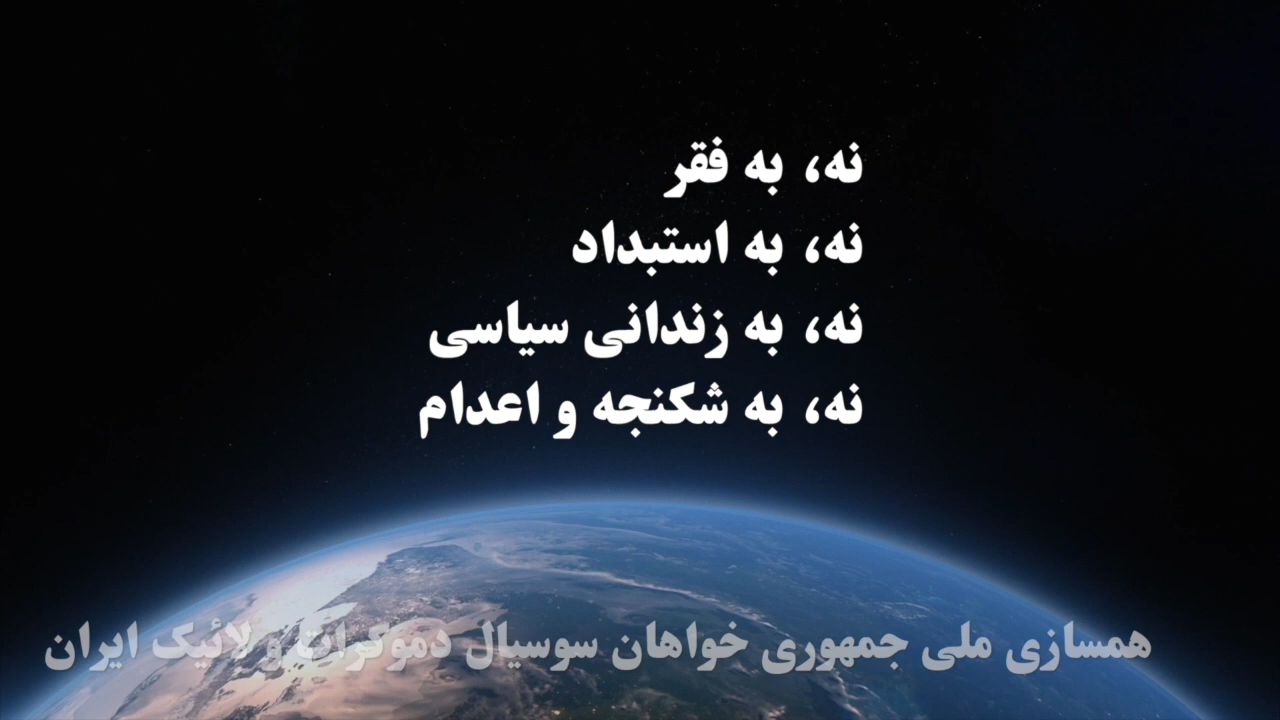 نه، به فقر
نه، به استبداد
نه، به زندانی سیاسی
نه، به شکنجه و اعدام
همسازی ملی جمهوری خواهان سوسیال دموکرات و لائیک ایران